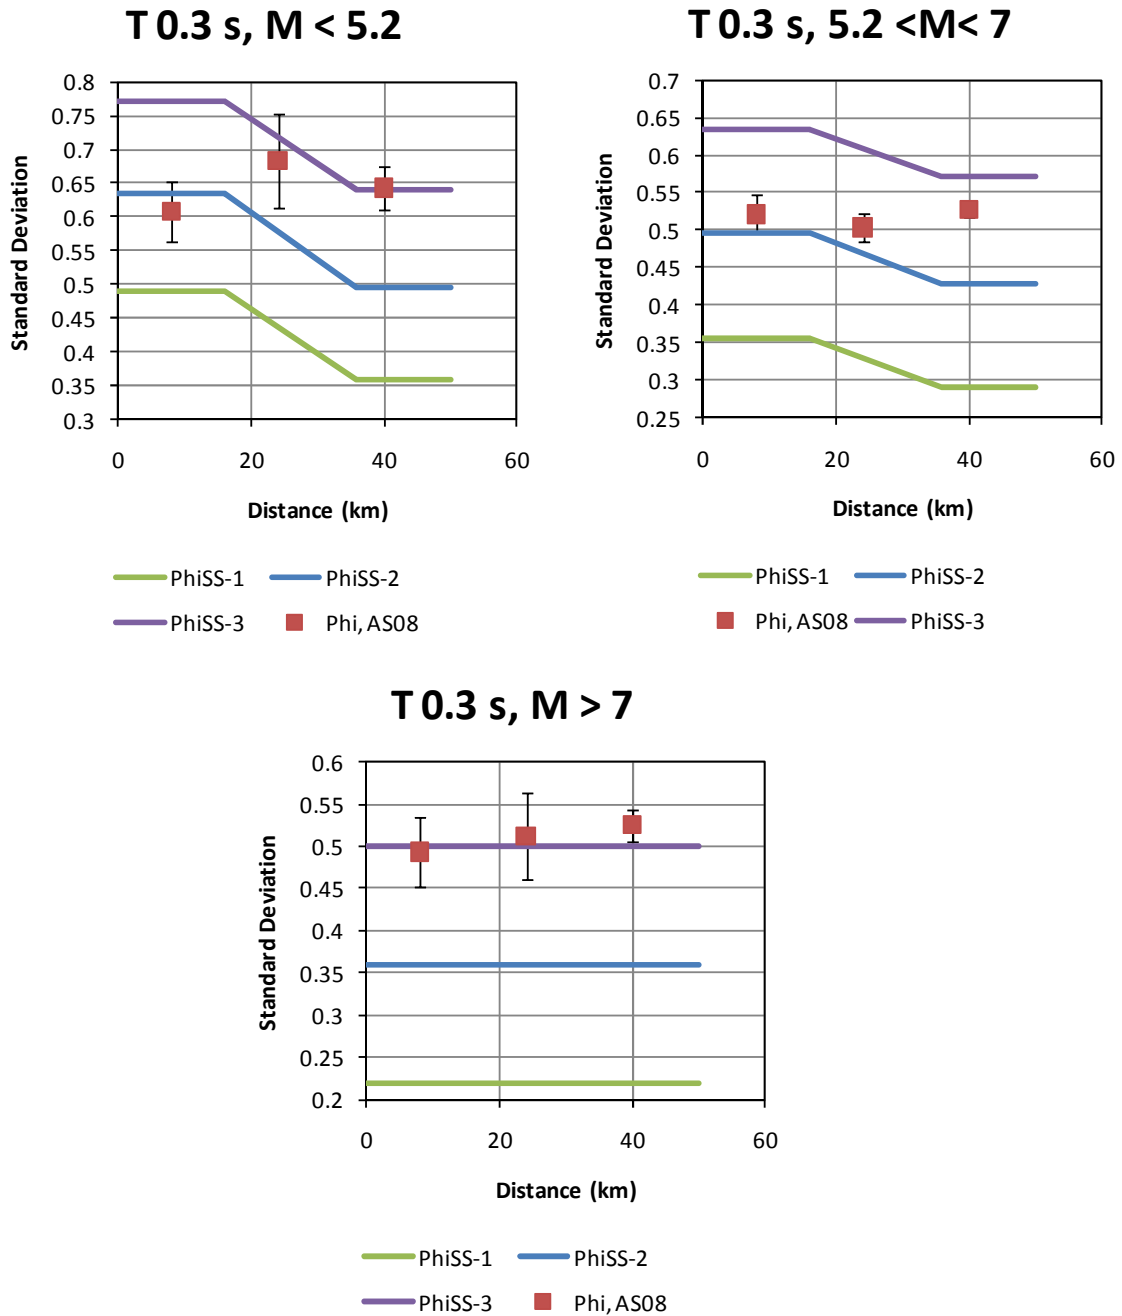 T 0.3 s, M < 5.2
0.8
0.75
0.7
0.65
0.6
0.55
0.5
0.45
0.4
0.35
0.3
Standard Deviation
0 20 40 60
Distance (km)
PhiSS-1 PhiSS-2
PhiSS-3 Phi, AS08
T 0.3 s, 5.2 <M< 7
0.7
0.65
0.6
0.55
0.5
0.45
0.4
0.35
0.3
0.25
Standard Deviation
0 20 40 60
Distance (km)
PhiSS-1 PhiSS-2
Phi, AS08 PhiSS-3
T 0.3 s, M > 7
0.6
0.55
0.5
0.45
0.4
0.35
0.3
0.25
0.2
Standard Deviation
0 20 40 60
Distance (km)
PhiSS-1 PhiSS-2
PhiSS-3 Phi, AS08